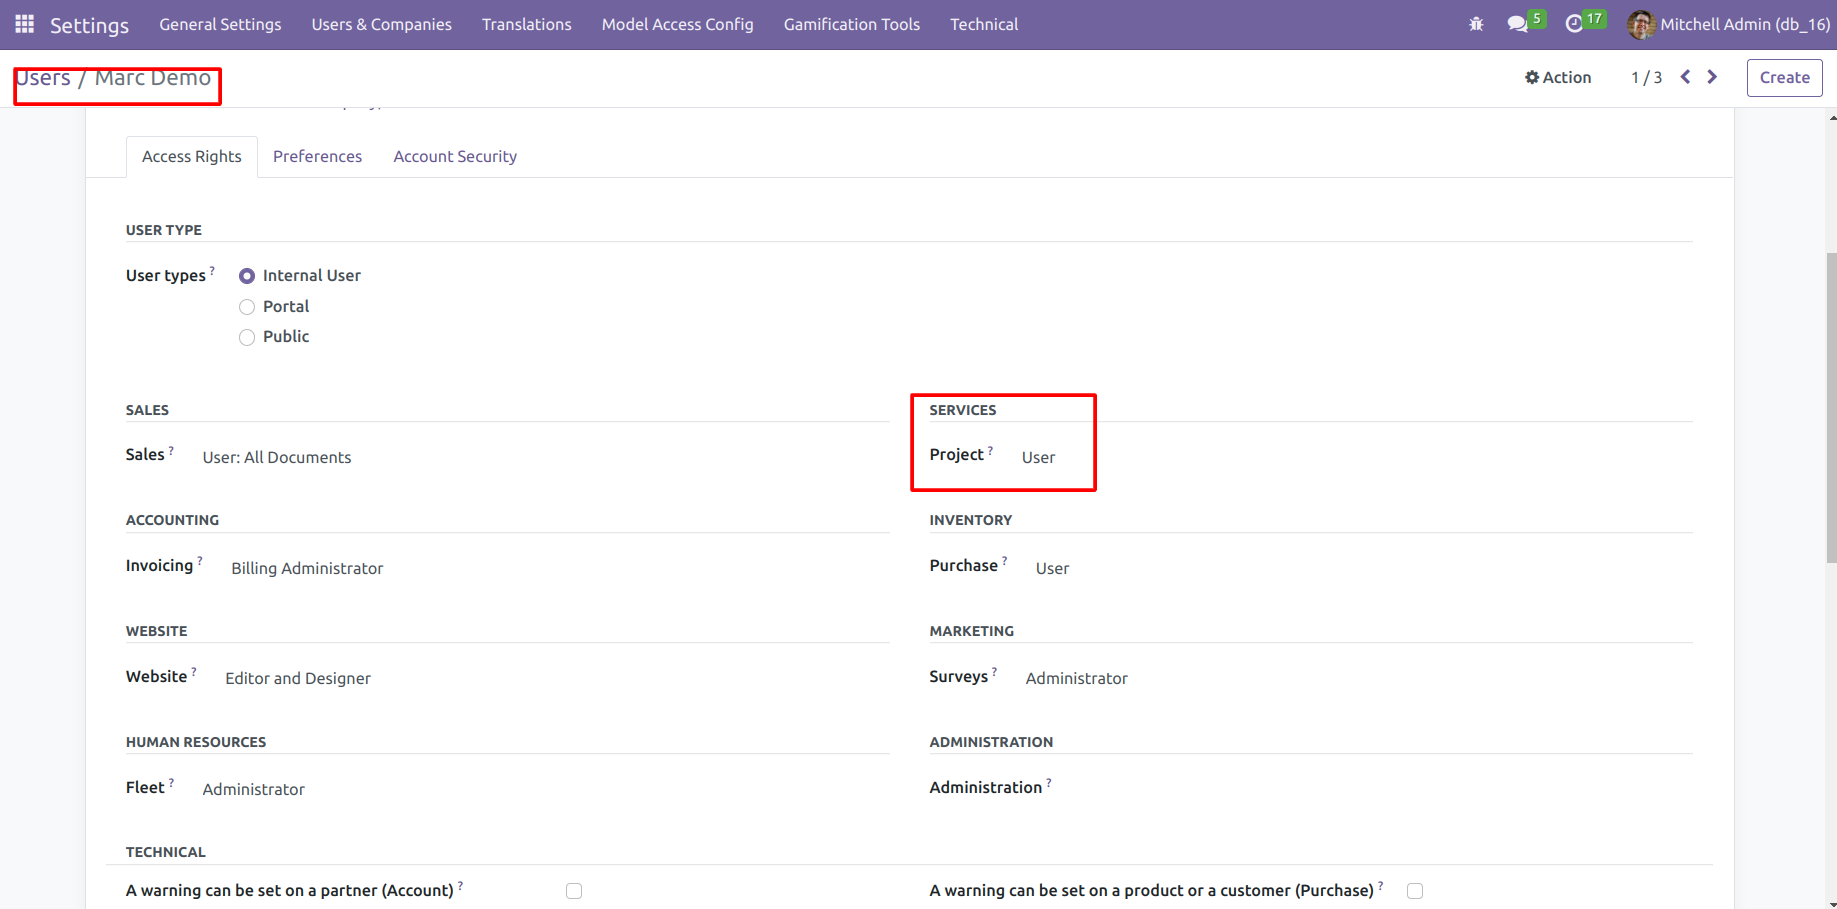 Settings General Settings Users & Companies Translations Model Access Config Gamification Tools Technical 5 17 Mitchell Admin (db_16)
Users / Marc Demo Action 1 / 3 Create
Access Rights Preferences Account Security
USER TYPE
User types ? Internal User
Portal
Public
SALES SERVICES
Sales ? User: All Documents Project ? User
ACCOUNTING INVENTORY
Invoicing ? Billing Administrator Purchase ? User
WEBSITE MARKETING
Website ? Editor and Designer Surveys ? Administrator
HUMAN RESOURCES ADMINISTRATION
Fleet ? Administrator Administration ?
TECHNICAL
A warning can be set on a partner (Account) ? A warning can be set on a product or a customer (Purchase) ?